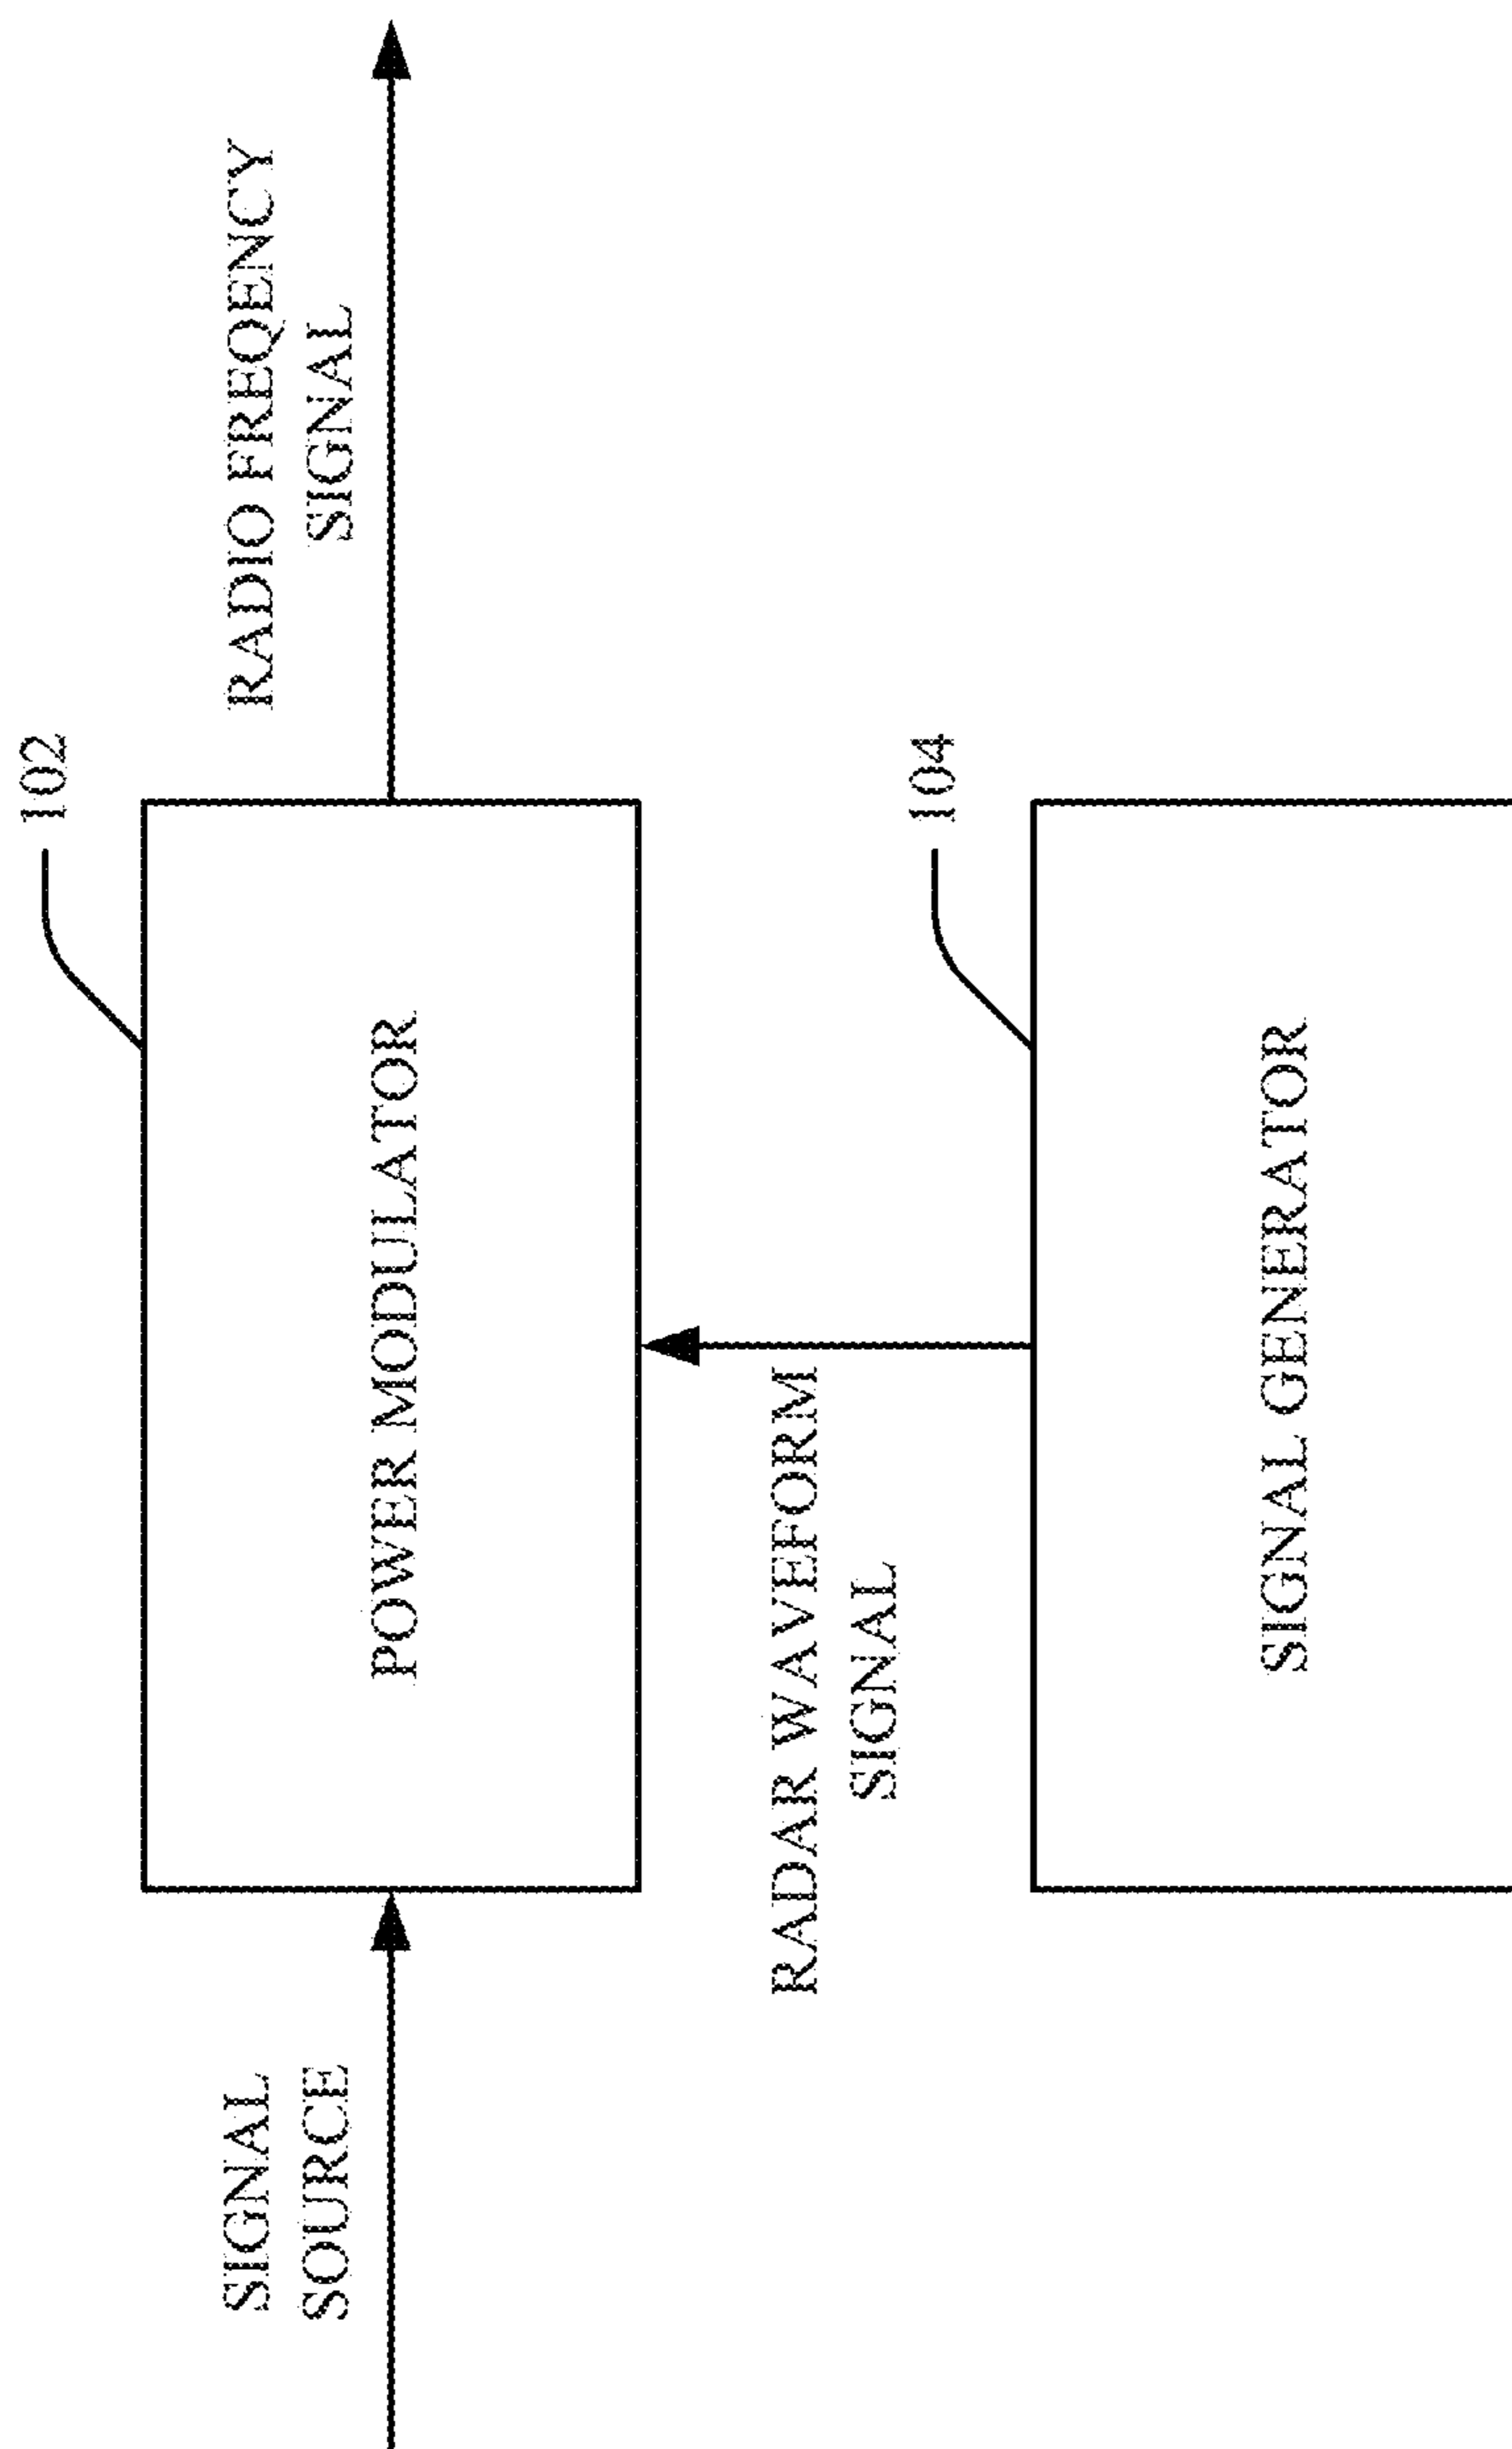 102
RADIO FREQENCY
SIGNAL
SIGNAL
SOURCE
POWER MODULATOR
RADAR WAVEFORM
SIGNAL
104
SIGNAL GENERATOR